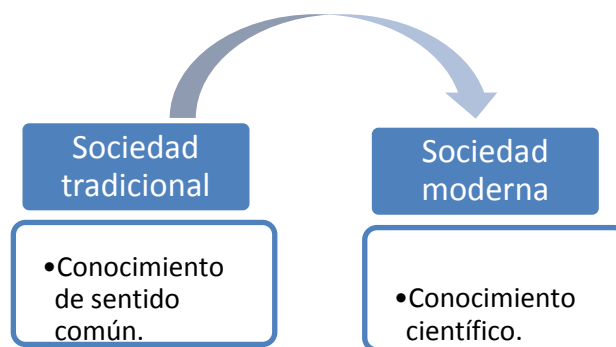 Sociedad
tradicional
•Conocimiento
de sentido
común.
Sociedad
moderna
•Conocimiento
científico.